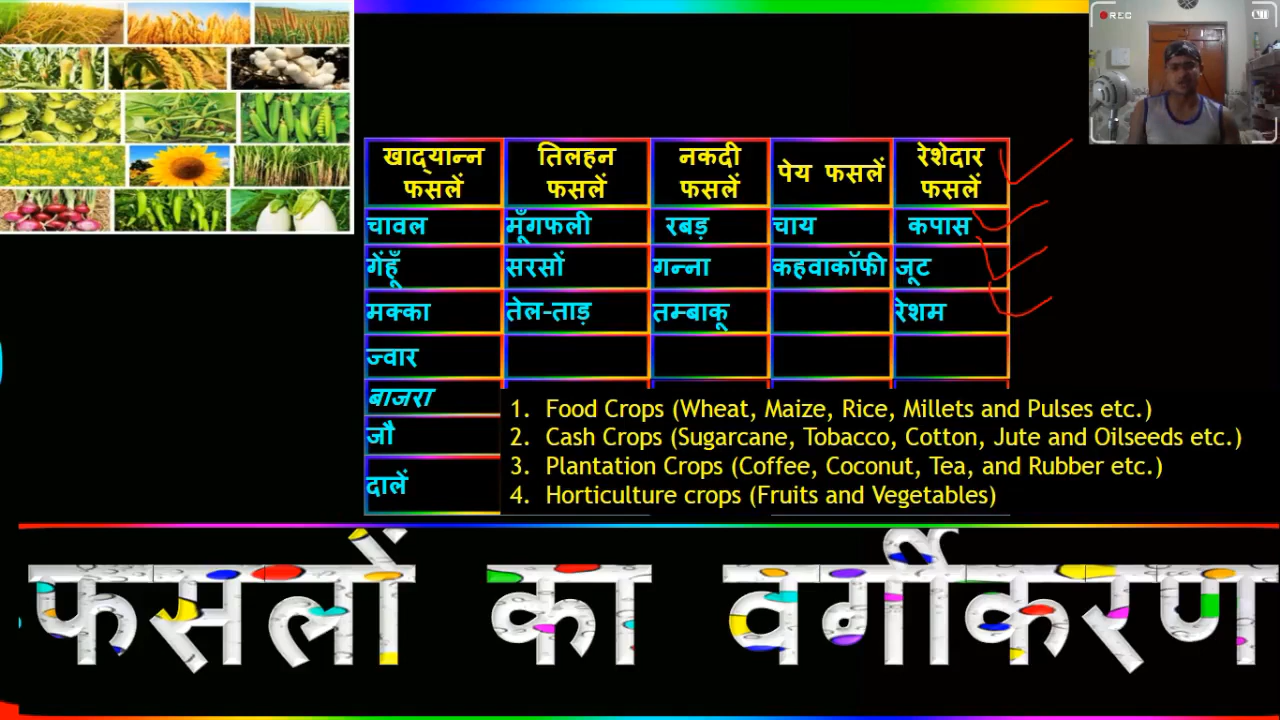 REC
खाद्यान्न फसलें तिलहन फसलें नकदी फसलें पेय फसलें रेशेदार फसलें
चावल मूँगफली रबड़ चाय कपास
गेंहूँ सरसों गन्ना कहवाकॉफी जूट
मक्का तेल-ताड़ तम्बाकू रेशम
ज्वार
बाजरा
जौ
दालें
1. Food Crops (Wheat, Maize, Rice, Millets and Pulses etc.)
2. Cash Crops (Sugarcane, Tobacco, Cotton, Jute and Oilseeds etc.)
3. Plantation Crops (Coffee, Coconut, Tea, and Rubber etc.)
4. Horticulture crops (Fruits and Vegetables)
फसलों का वर्गीकरण